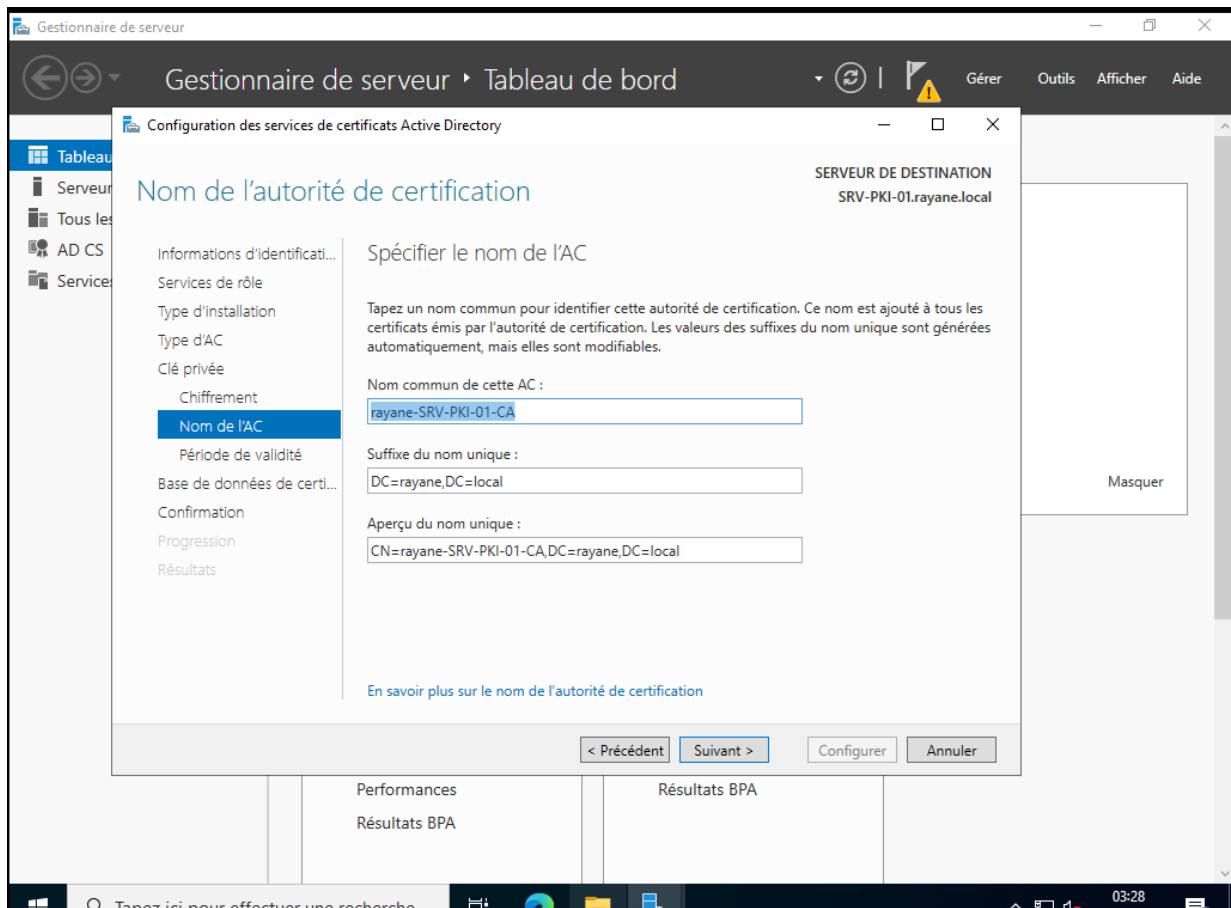 Gestionnaire de serveur
Gestionnaire de serveur ‣ Tableau de bord
Gérer Outils Afficher Aide
Configuration des services de certificats Active Directory
Tableau
Serveur
Tous les
AD CS
Services
Nom de l'autorité de certification
SERVEUR DE DESTINATION
SRV-PKI-01.rayane.local
Informations d'identificati...
Services de rôle
Type d'installation
Type d'AC
Clé privée
Chiffrement
Nom de l'AC
Période de validité
Base de données de certi...
Confirmation
Progression
Résultats
Spécifier le nom de l'AC
Tapez un nom commun pour identifier cette autorité de certification. Ce nom est ajouté à tous les
certificats émis par l'autorité de certification. Les valeurs des suffixes du nom unique sont générées
automatiquement, mais elles sont modifiables.
Nom commun de cette AC :
rayane-SRV-PKI-01-CA
Suffixe du nom unique :
DC=rayane,DC=local
Aperçu du nom unique :
CN=rayane-SRV-PKI-01-CA,DC=rayane,DC=local
En savoir plus sur le nom de l'autorité de certification
Masquer
< Précédent Suivant > Configurer Annuler
Performances
Résultats BPA
Résultats BPA
Tapez ici pour effectuer une recherche
03:28